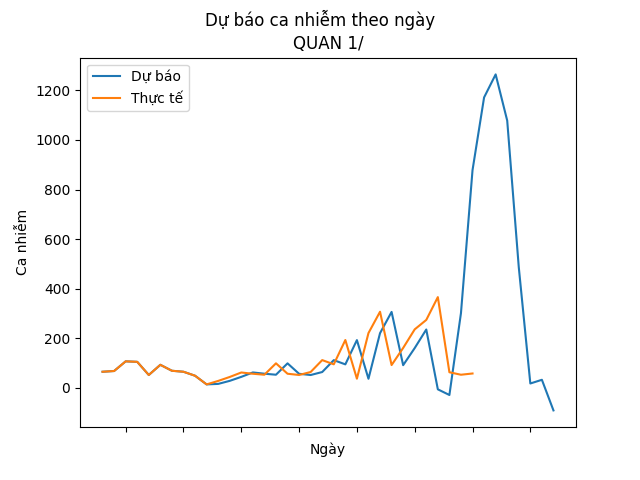 Dự báo ca nhiễm theo ngày
QUAN 1/
Dự báo
Thực tế
1200
1000
800
600
400
200
0
Ca nhiễm
Ngày